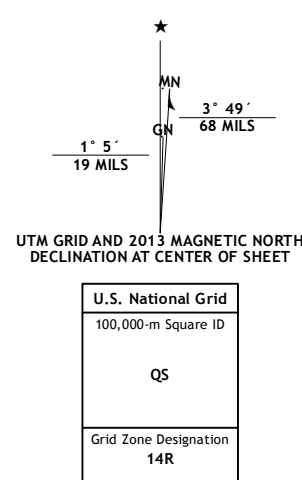 ★
MN
3° 49´
68 MILS
GN
1° 5´
19 MILS
UTM GRID AND 2013 MAGNETIC NORTH
DECLINATION AT CENTER OF SHEET
U.S. National Grid
100,000-m Square ID
QS
Grid Zone Designation
14R